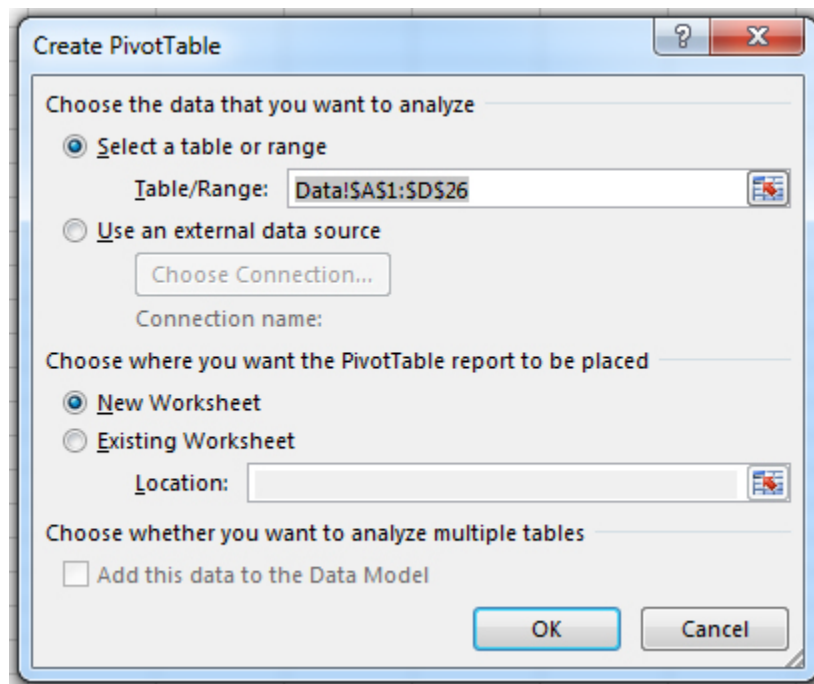 Create PivotTable
?
Choose the data that you want to analyze
Select a table or range
Table/Range: Data!$A$1:$D$26
Use an external data source
Choose Connection...
Connection name:
Choose where you want the PivotTable report to be placed
New Worksheet
Existing Worksheet
Location:
Choose whether you want to analyze multiple tables
Add this data to the Data Model
OK Cancel